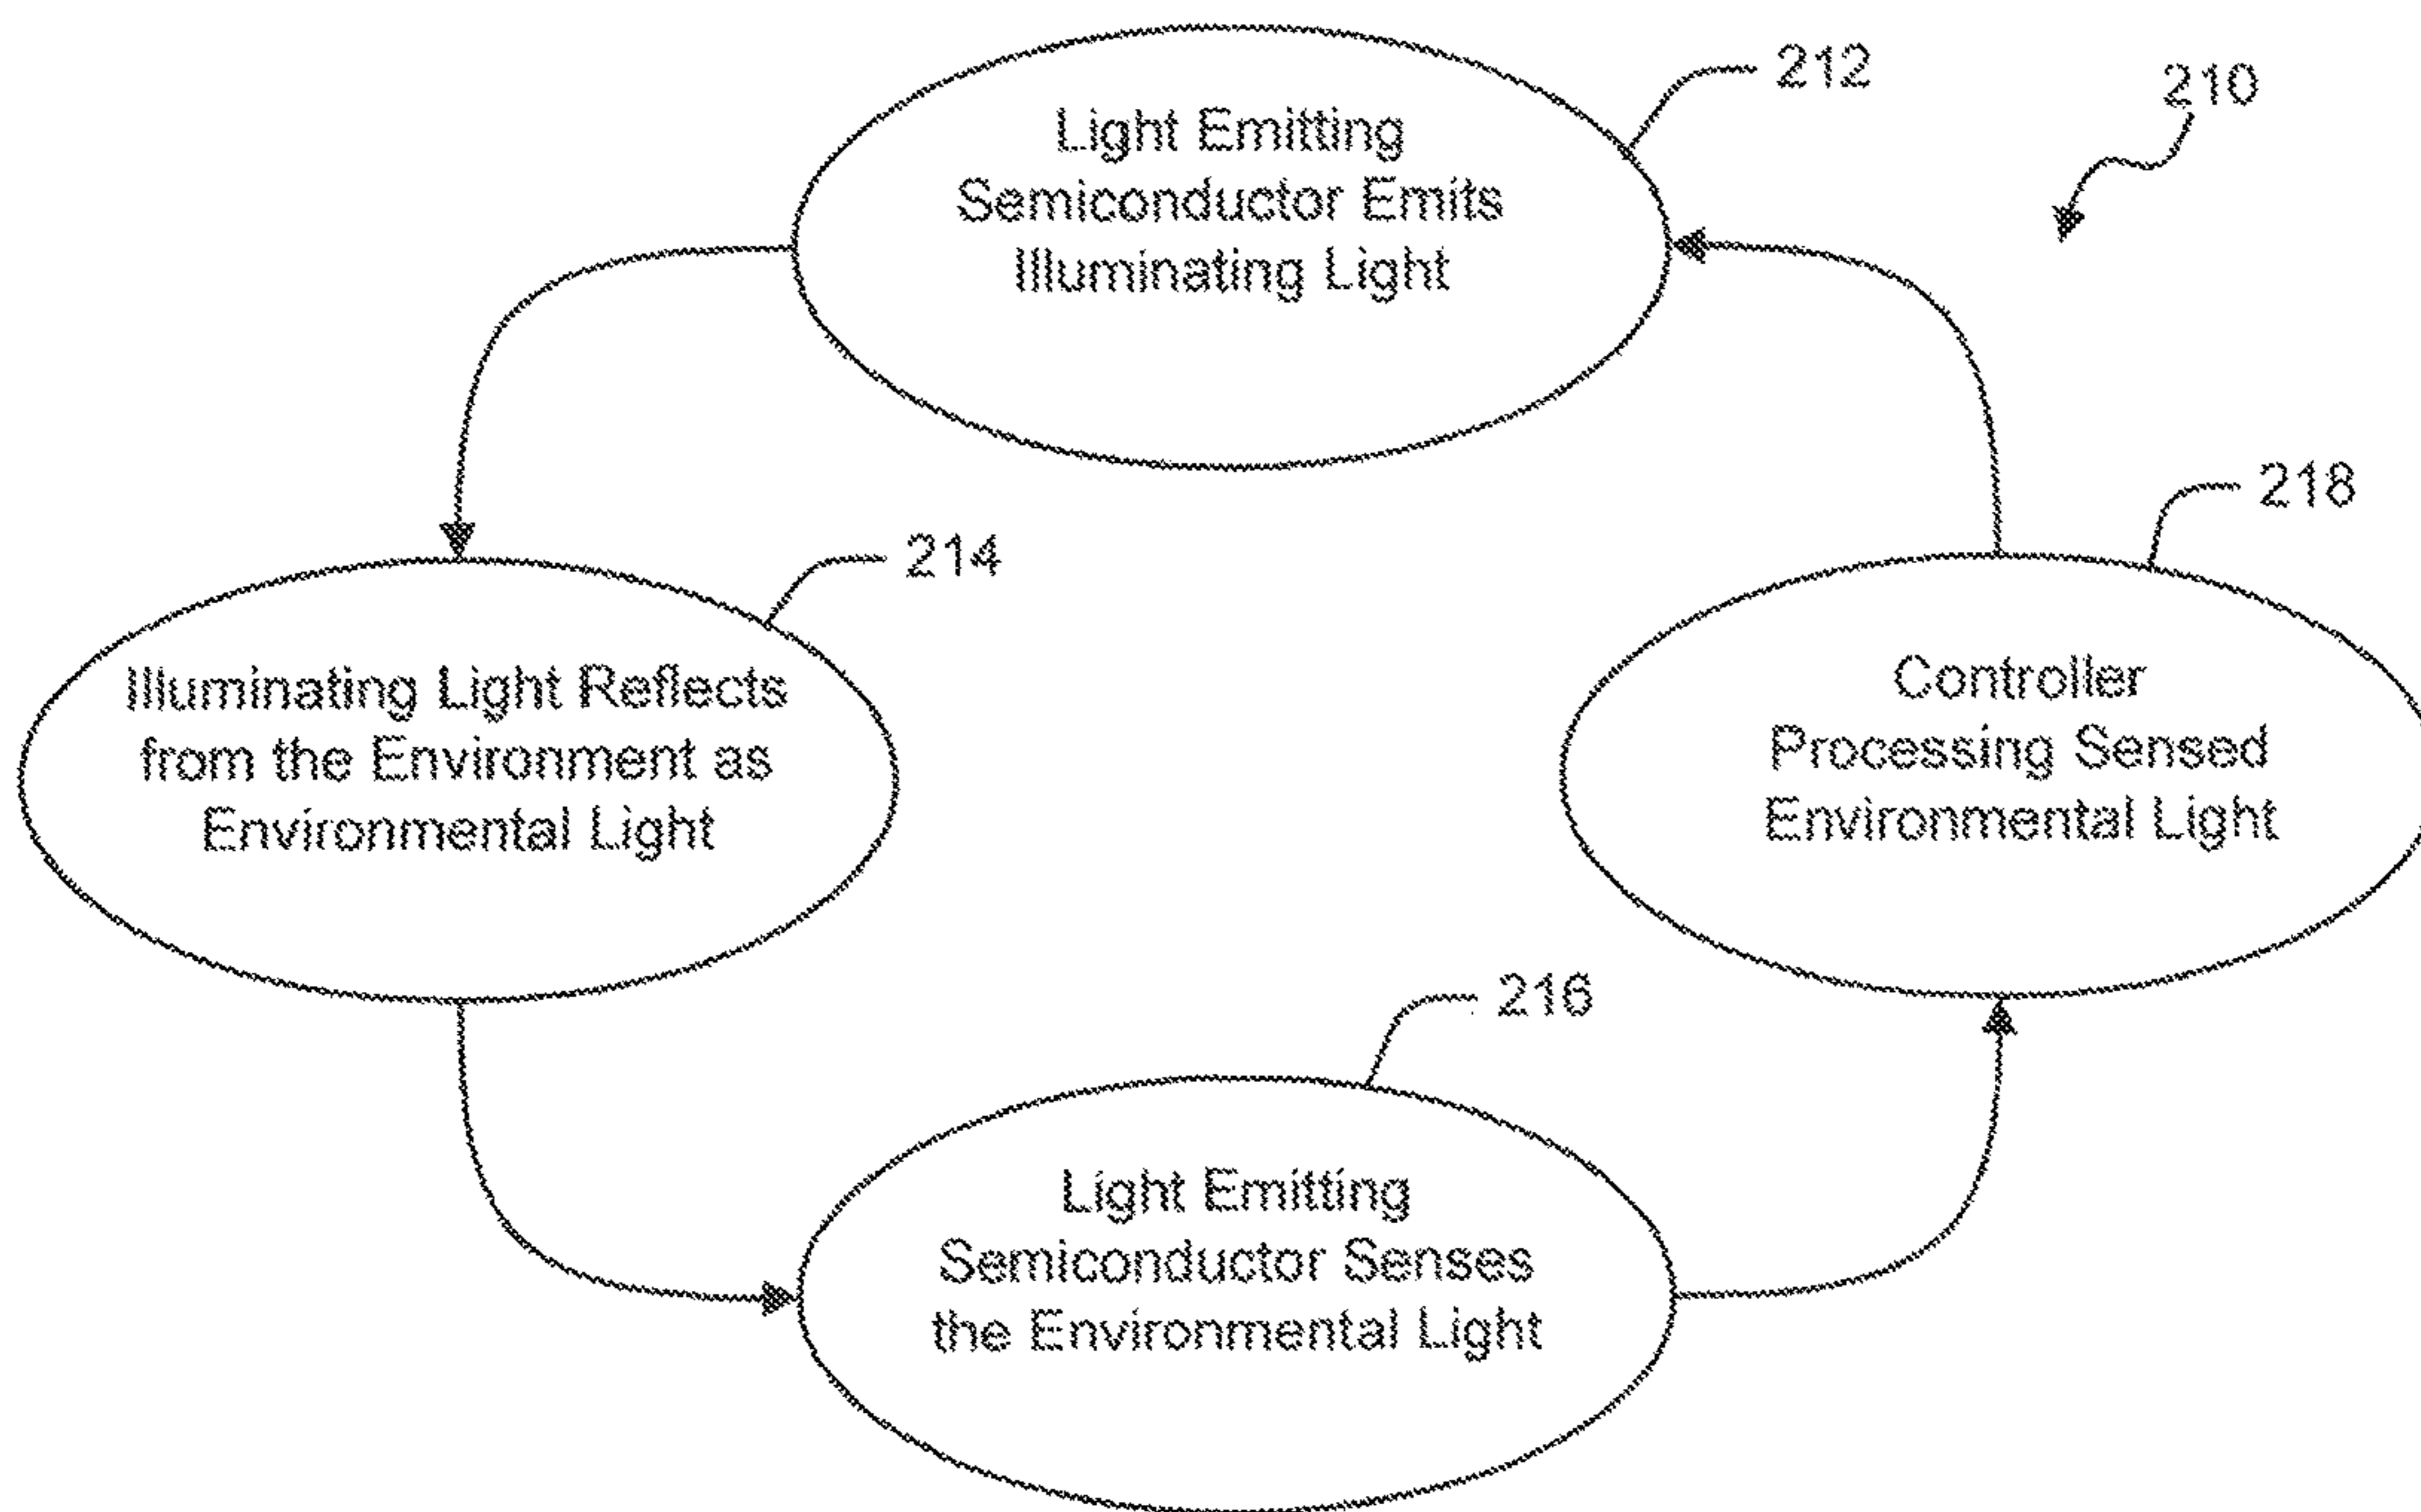 212
210
Light Emitting
Semiconductor Emits
Illuminating Light
218
214
Illuminating Light Reflects
from the Environment as
Environmental Light
Controller
Processing Sensed
Environmental Light
216
Light Emitting
Semiconductor Senses
the Environmental Light